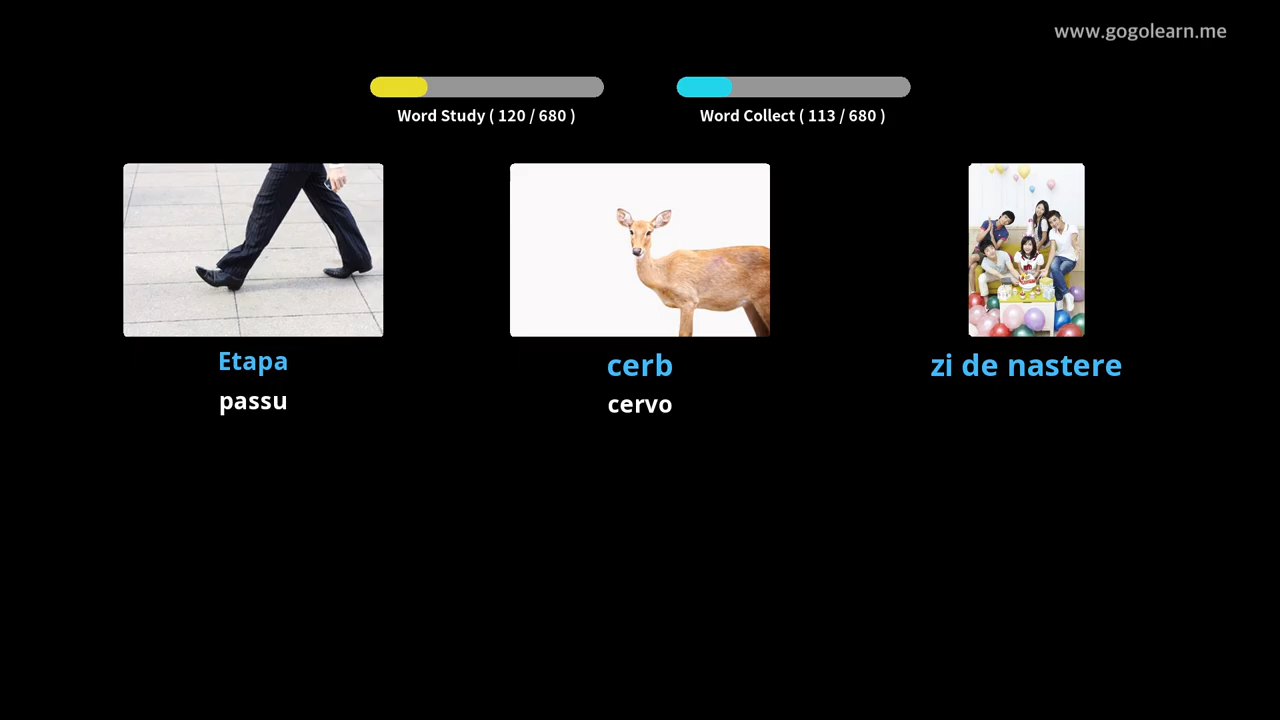 www.gogolearn.me
Word Study ( 120 / 680 )
Word Collect ( 113 / 680 )
Etapa
passu
cerb
cervo
zi de nastere